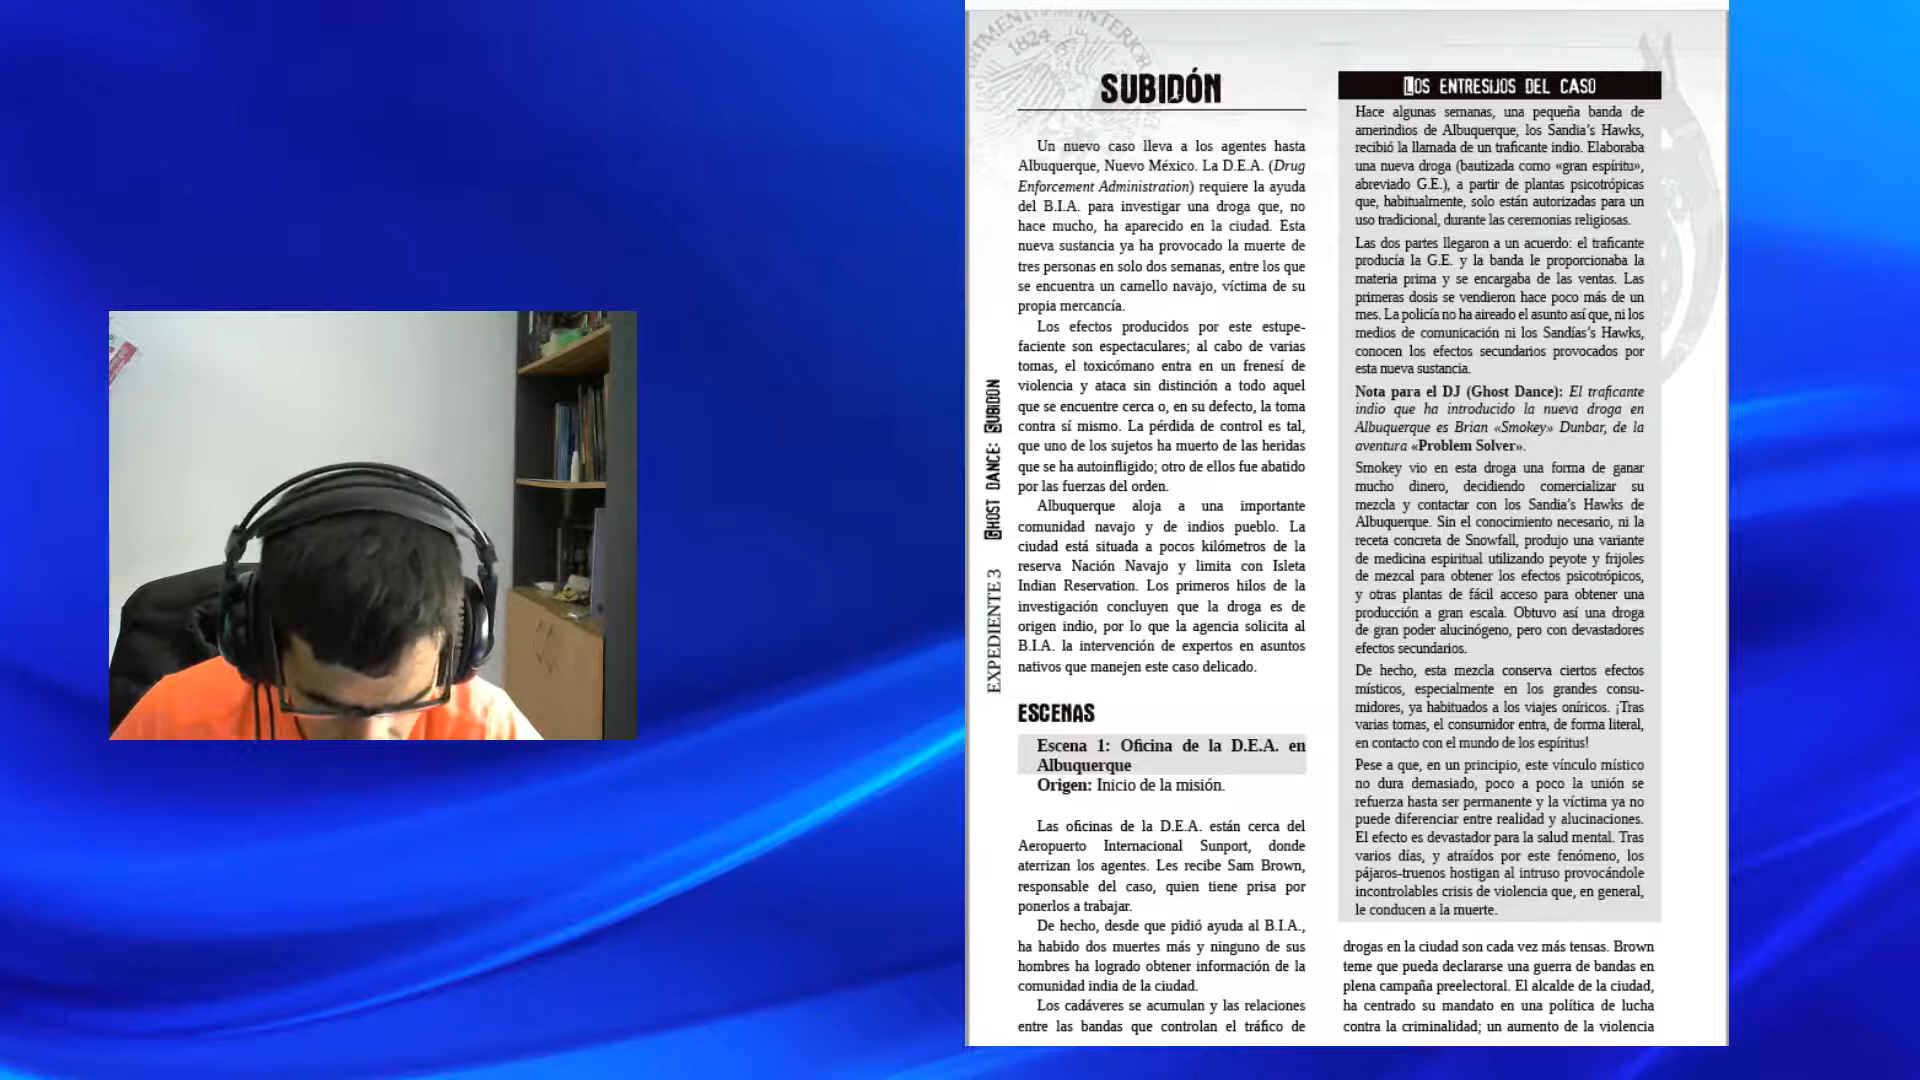 DEPARTMENT OF THE INTERIOR
1824
SUBIDÓN
Un nuevo caso lleva a los agentes hasta
Albuquerque, Nuevo México. La D.E.A. (Drug
Enforcement Administration) requiere la ayuda
del B.I.A. para investigar una droga que, no
hace mucho, ha aparecido en la ciudad. Esta
nueva sustancia ya ha provocado la muerte de
tres personas en solo dos semanas, entre los que
se encuentra un camello navajo, víctima de su
propia mercancía.
Los efectos producidos por este estupe-
faciente son espectaculares; al cabo de varias
tomas, el toxicómano entra en un frenesí de
violencia y ataca sin distinción a todo aquel
que se encuentre cerca o, en su defecto, la toma
contra sí mismo. La pérdida de control es tal,
que uno de los sujetos ha muerto de las heridas
que se ha autoinfligido; otro de ellos fue abatido
por las fuerzas del orden.
Albuquerque aloja a una importante
comunidad navajo y de indios pueblo. La
ciudad está situada a pocos kilómetros de la
reserva Nación Navajo y limita con Isleta
Indian Reservation. Los primeros hilos de la
investigación concluyen que la droga es de
origen indio, por lo que la agencia solicita al
B.I.A. la intervención de expertos en asuntos
nativos que manejen este caso delicado.
ESCENAS
Escena 1: Oficina de la D.E.A. en
Albuquerque
Origen: Inicio de la misión.
Las oficinas de la D.E.A. están cerca del
Aeropuerto Internacional Sunport, donde
aterrizan los agentes. Les recibe Sam Brown,
responsable del caso, quien tiene prisa por
ponerlos a trabajar.
De hecho, desde que pidió ayuda al B.I.A.,
ha habido dos muertes más y ninguno de sus
hombres ha logrado obtener información de la
comunidad india de la ciudad.
Los cadáveres se acumulan y las relaciones
entre las bandas que controlan el tráfico de
EXPEDIENTE 3 GHOST DANCE: SUBIDON
LOS ENTRESIJOS DEL CASO
Hace algunas semanas, una pequeña banda de
amerindios de Albuquerque, los Sandia's Hawks,
recibió la llamada de un traficante indio. Elaboraba
una nueva droga (bautizada como «gran espíritu»,
abreviado G.E.), a partir de plantas psicotrópicas
que, habitualmente, solo están autorizadas para un
uso tradicional, durante las ceremonias religiosas.
Las dos partes llegaron a un acuerdo: el traficante
producía la G.E. y la banda le proporcionaba la
materia prima y se encargaba de las ventas. Las
primeras dosis se vendieron hace poco más de un
mes. La policía no ha aireado el asunto así que, ni los
medios de comunicación ni los Sandías's Hawks,
conocen los efectos secundarios provocados por
esta nueva sustancia.
Nota para el DJ (Ghost Dance): El traficante
indio que ha introducido la nueva droga en
Albuquerque es Brian «Smokey» Dunbar, de la
aventura «Problem Solver».
Smokey vio en esta droga una forma de ganar
mucho dinero, decidiendo comercializar su
mezcla y contactar con los Sandia's Hawks de
Albuquerque. Sin el conocimiento necesario, ni la
receta concreta de Snowfall, produjo una variante
de medicina espiritual utilizando peyote y frijoles
de mezcal para obtener los efectos psicotrópicos,
y otras plantas de fácil acceso para obtener una
producción a gran escala. Obtuvo así una droga
de gran poder alucinógeno, pero con devastadores
efectos secundarios.
De hecho, esta mezcla conserva ciertos efectos
místicos, especialmente en los grandes consu-
midores, ya habituados a los viajes oníricos. ¡Tras
varias tomas, el consumidor entra, de forma literal,
en contacto con el mundo de los espíritus!
Pese a que, en un principio, este vínculo místico
no dura demasiado, poco a poco la unión se
refuerza hasta ser permanente y la víctima ya no
puede diferenciar entre realidad y alucinaciones.
El efecto es devastador para la salud mental. Tras
varios días, y atraídos por este fenómeno, los
pájaros-truenos hostigan al intruso provocándole
incontrolables crisis de violencia que, en general,
le conducen a la muerte.
drogas en la ciudad son cada vez más tensas. Brown
teme que pueda declararse una guerra de bandas en
plena campaña preelectoral. El alcalde de la ciudad,
ha centrado su mandato en una política de lucha
contra la criminalidad; un aumento de la violencia